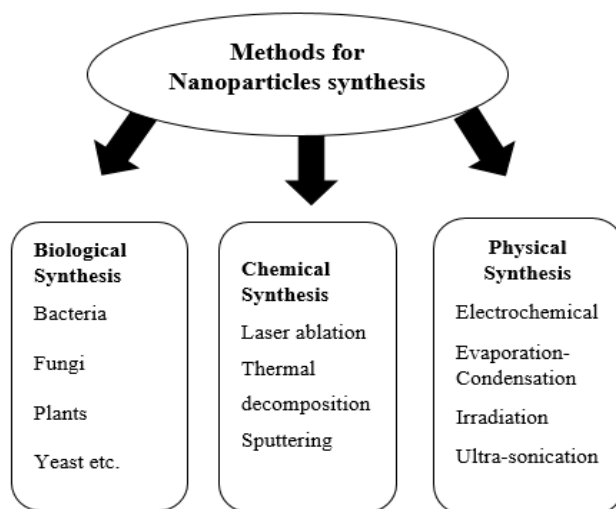 Methods for
Nanoparticles synthesis
Biological
Synthesis
Bacteria
Fungi
Plants
Yeast etc.
Chemical
Synthesis
Laser ablation
Thermal
decomposition
Sputtering
Physical
Synthesis
Electrochemical
Evaporation-
Condensation
Irradiation
Ultra-sonication